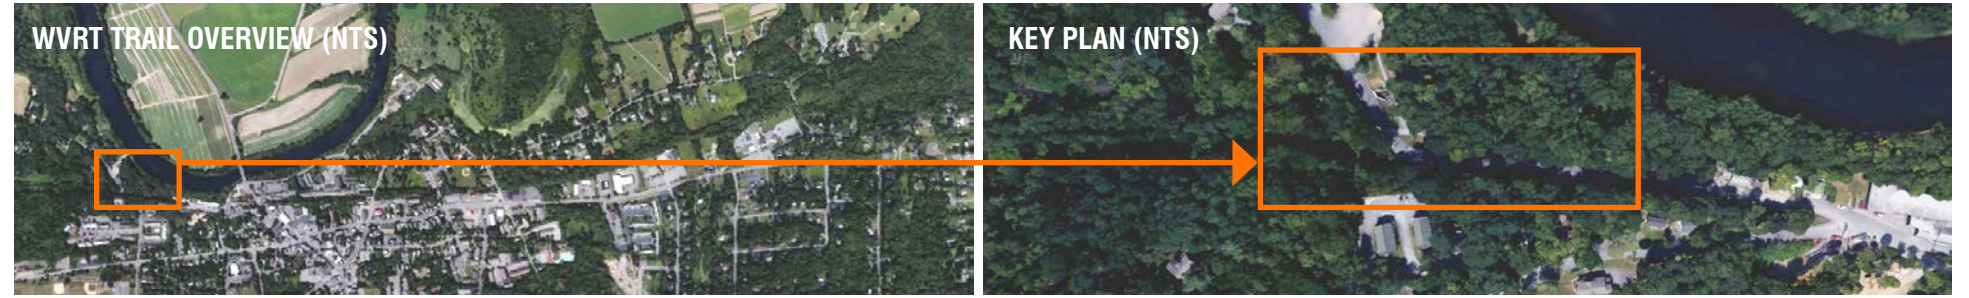 WVRT TRAIL OVERVIEW (NTS)
KEY PLAN (NTS)